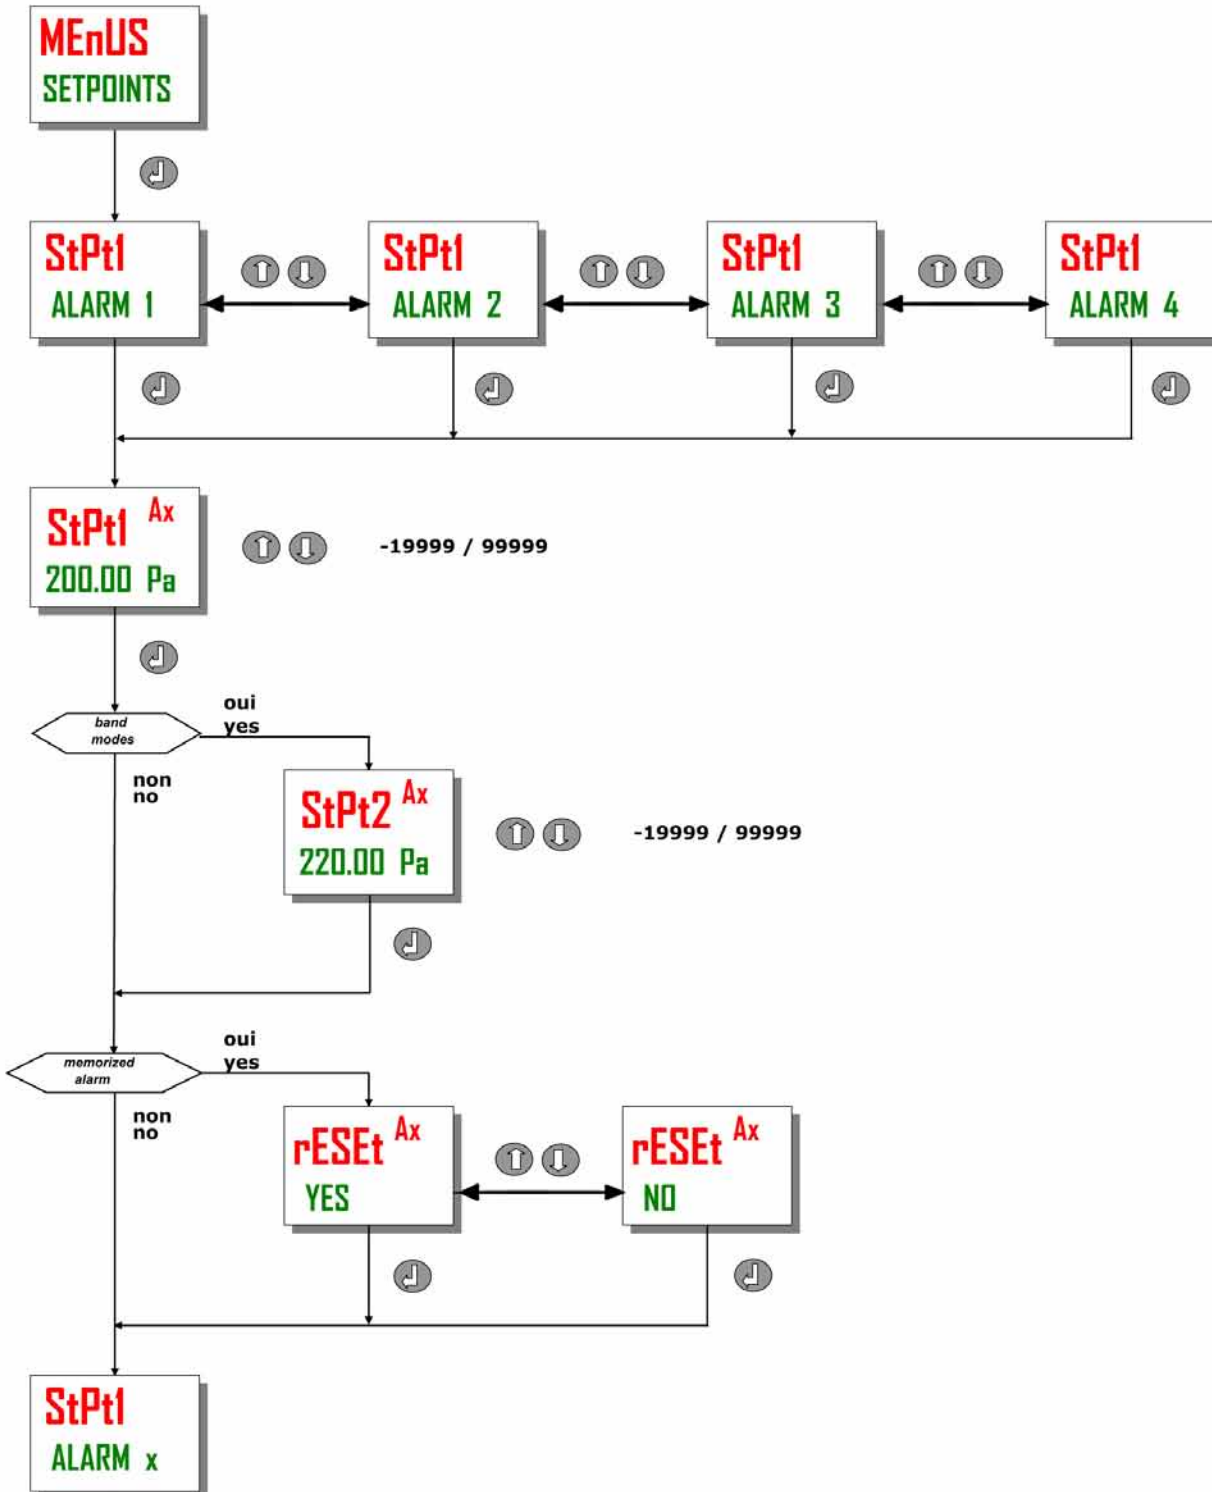 MEnUS
SETPOINTS
StPt1
ALARM 1
StPt1
ALARM 2
StPt1
ALARM 3
StPt1
ALARM 4
StPt1 Ax
200.00 Pa
-19999 / 99999
band
modes
oui
yes
non
no
StPt2 Ax
220.00 Pa
-19999 / 99999
memorized
alarm
oui
yes
non
no
rESEt Ax
YES
rESEt Ax
NO
StPt1
ALARM x